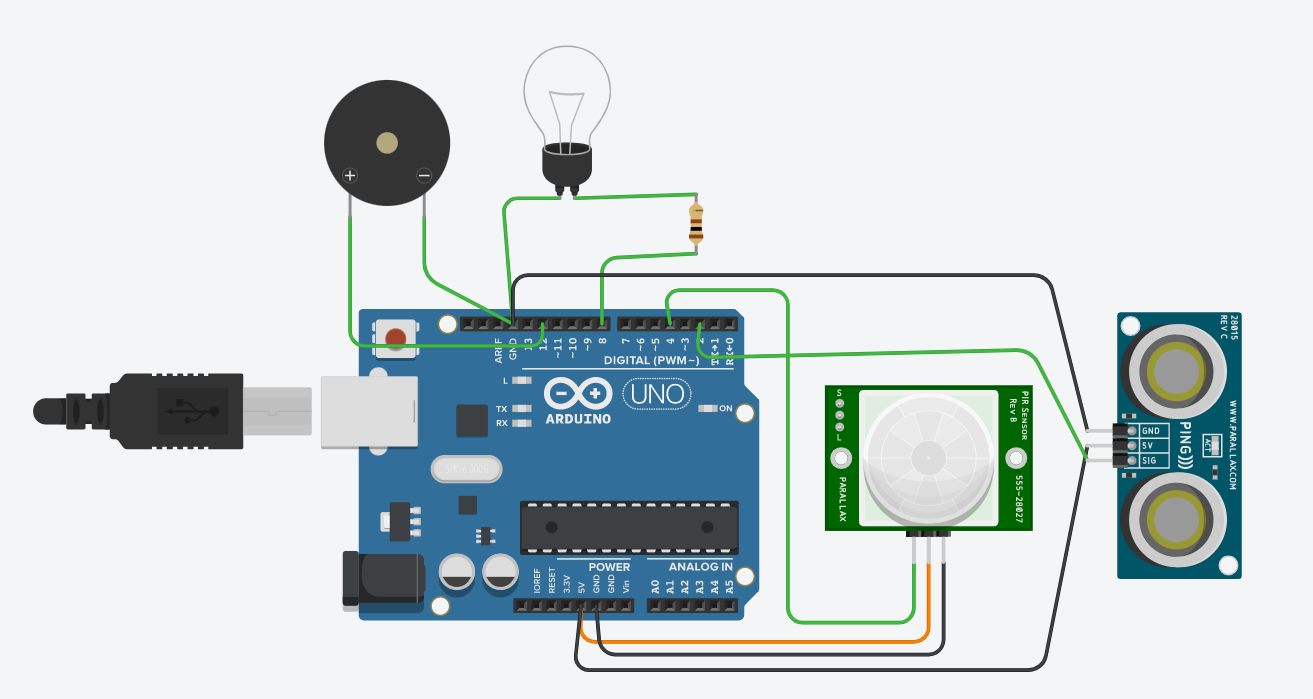 + −
AREF
GND
13
12
~11
~10
~9
8
7
~6
~5
4
~3
2
TX→1
RX←0
DIGITAL (PWM~)
L
TX
RX
ARDUINO
UNO
ON
SPK16.000G
POWER
ANALOG IN
IOREF
RESET
3.3V
5V
GND
GND
Vin
A0
A1
A2
A3
A4
A5
S
L
PARALLAX
PIR SENSOR
REV B
555-28027
28015
REV C
WWW.PARALLAX.COM
PING)))
ACT
GND
5V
SIG